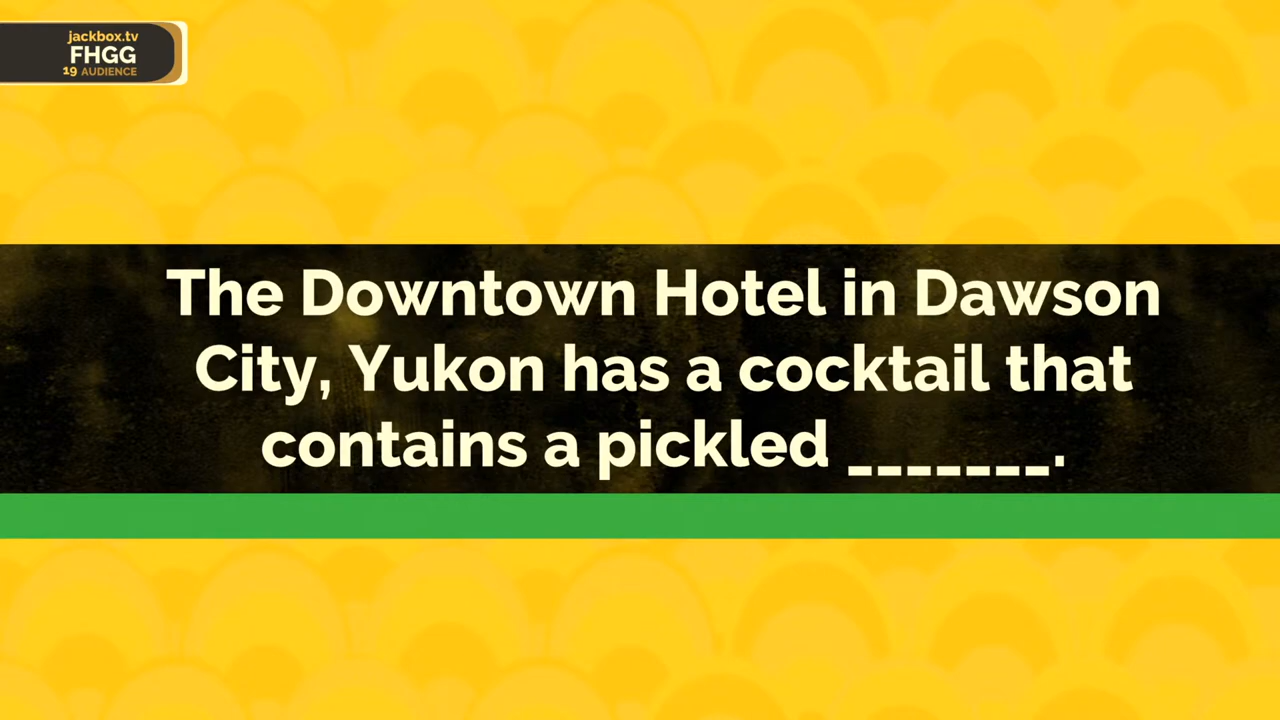 jackbox.tv
FHGG
19 AUDIENCE
The Downtown Hotel in Dawson
City, Yukon has a cocktail that
contains a pickled _______.